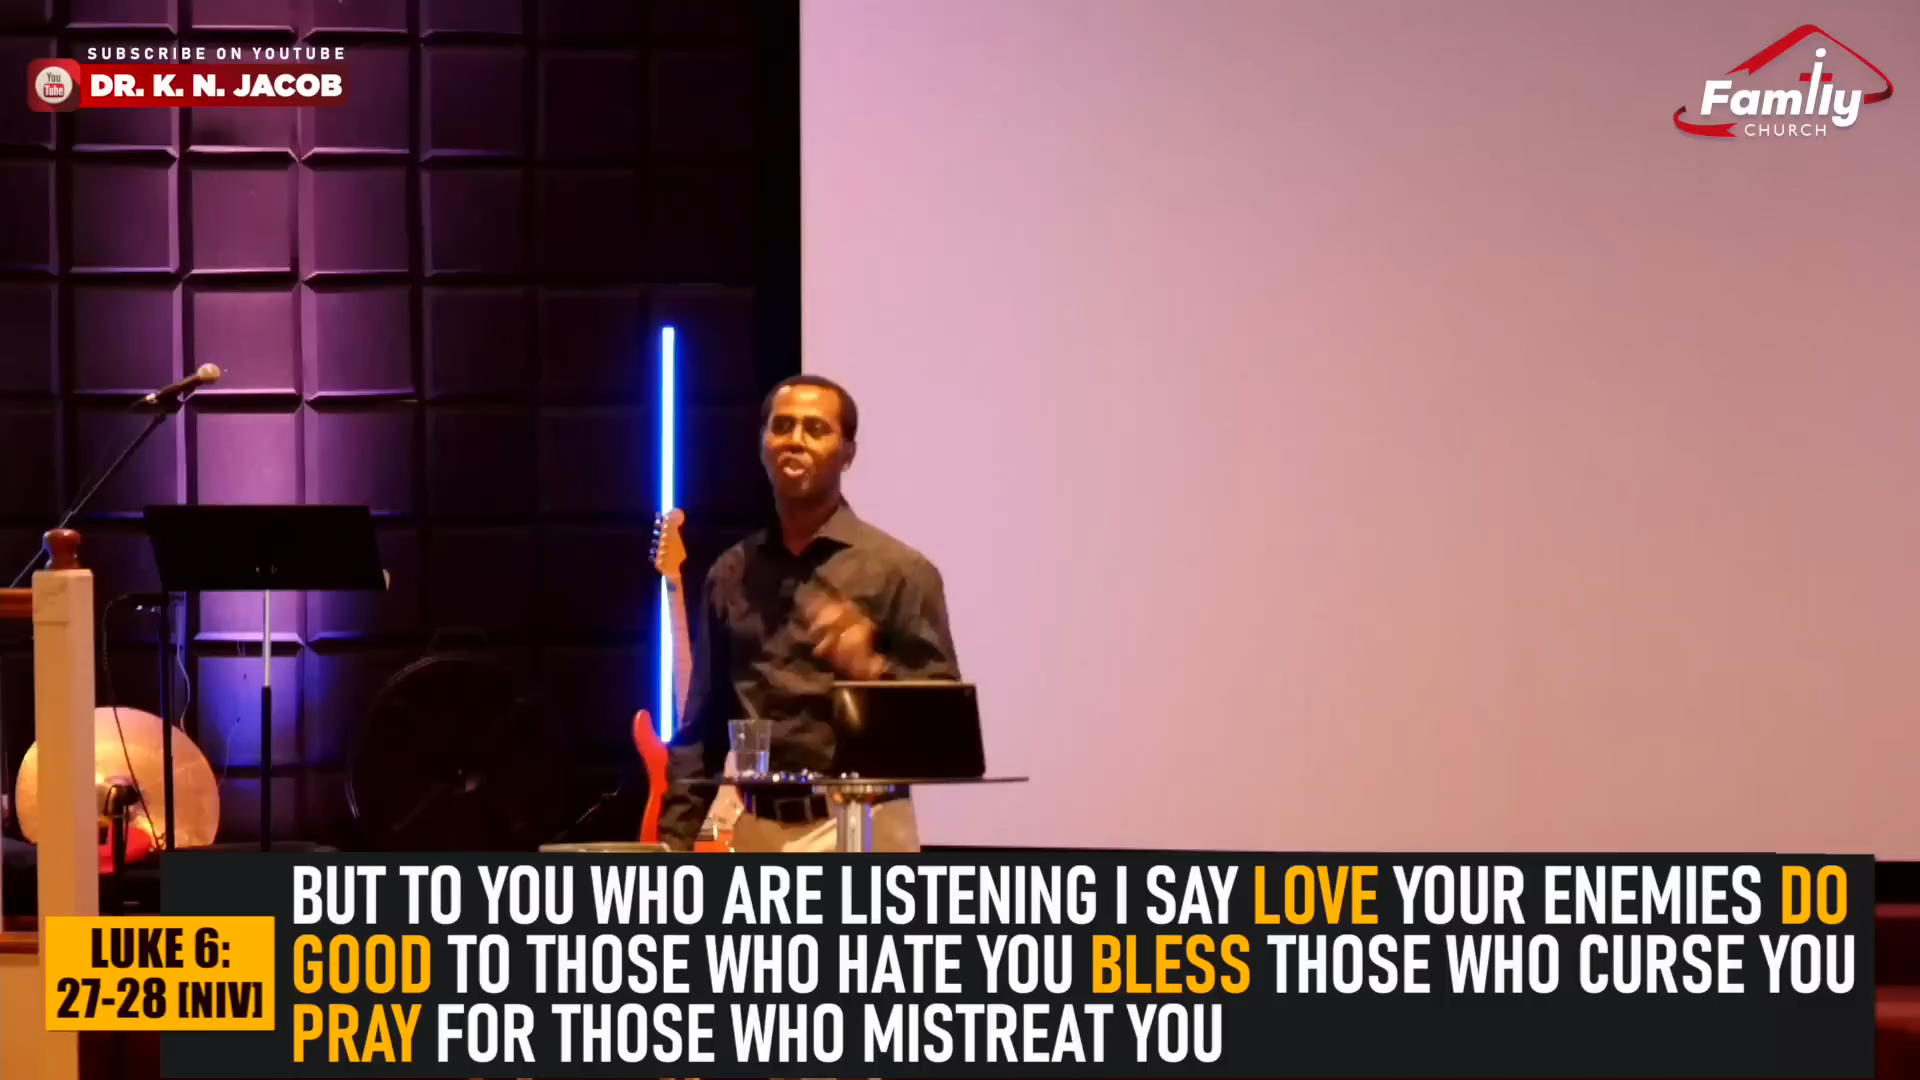 SUBSCRIBE ON YOUTUBE
You
Tube
DR. K. N. JACOB
Family
CHURCH
BUT TO YOU WHO ARE LISTENING I SAY LOVE YOUR ENEMIES DO
GOOD TO THOSE WHO HATE YOU BLESS THOSE WHO CURSE YOU
PRAY FOR THOSE WHO MISTREAT YOU
LUKE 6:
27-28 [NIV]